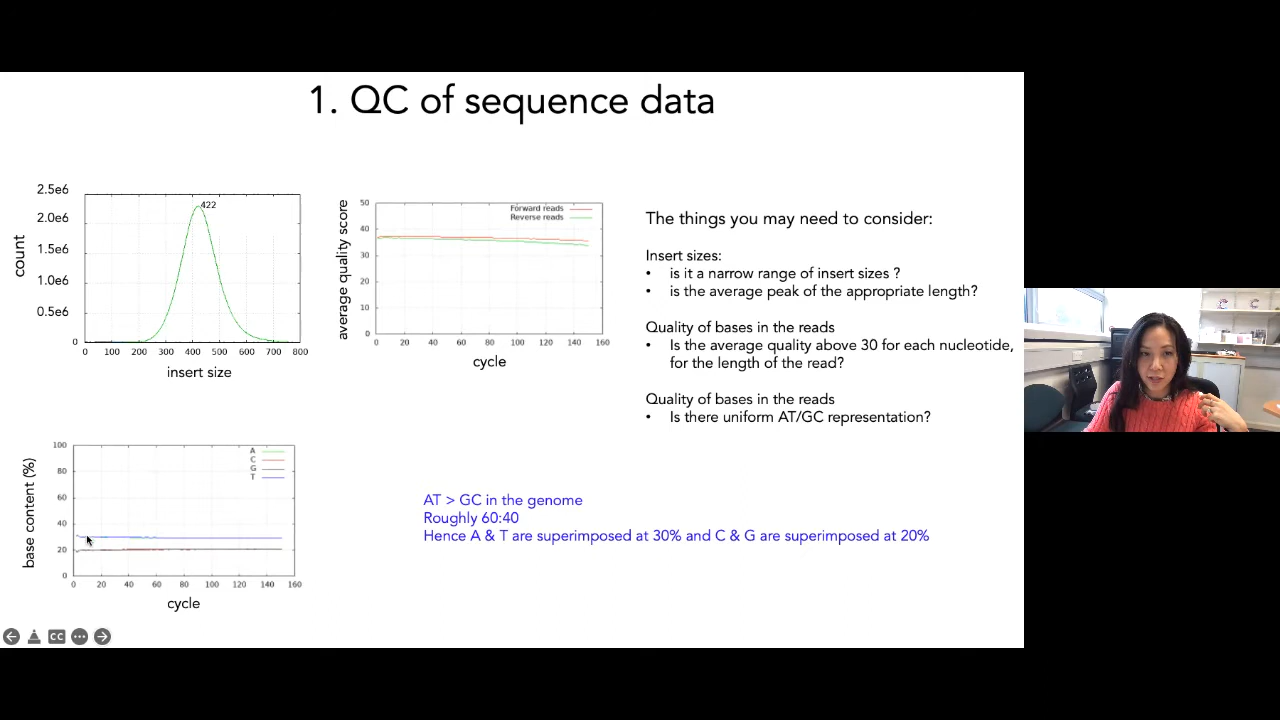 1. QC of sequence data
2.5e6
2.0e6
1.5e6
1.0e6
0.5e6
0
count
422
0 100 200 300 400 500 600 700 800
insert size
50
40
30
20
10
0
average quality score
Forward reads
Reverse reads
0 20 40 60 80 100 120 140 160
cycle
The things you may need to consider:
Insert sizes:
• is it a narrow range of insert sizes ?
• is the average peak of the appropriate length?
Quality of bases in the reads
• Is the average quality above 30 for each nucleotide,
for the length of the read?
Quality of bases in the reads
• Is there uniform AT/GC representation?
100
80
60
40
20
0
base content (%)
A
C
G
T
0 20 40 60 80 100 120 140 160
cycle
AT > GC in the genome
Roughly 60:40
Hence A & T are superimposed at 30% and C & G are superimposed at 20%
CC